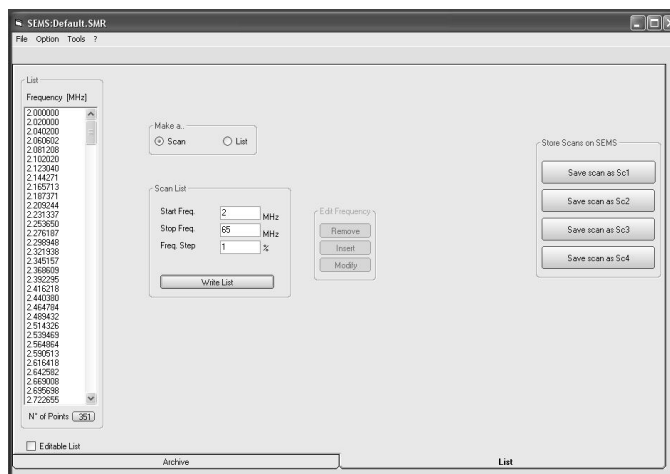 SEMS:Default.SMR
File Option Tools ?
List
Frequency [MHz]
2.000000
2.020000
2.040200
2.060602
2.081208
2.102020
2.123040
2.144271
2.165713
2.187371
2.209244
2.231337
2.253650
2.276187
2.298948
2.321938
2.345157
2.368609
2.392295
2.416218
2.440380
2.464784
2.489432
2.514326
2.539469
2.564864
2.590513
2.616418
2.642582
2.669008
2.695698
2.722655
N° of Points 351
Editable List
Make a..
Scan List
Scan List
Start Freq. 2 MHz
Stop Freq. 65 MHz
Freq. Step 1 %
Write List
Edit Frequency
Remove
Insert
Modify
Store Scans on SEMS
Save scan as Sc1
Save scan as Sc2
Save scan as Sc3
Save scan as Sc4
Archive List